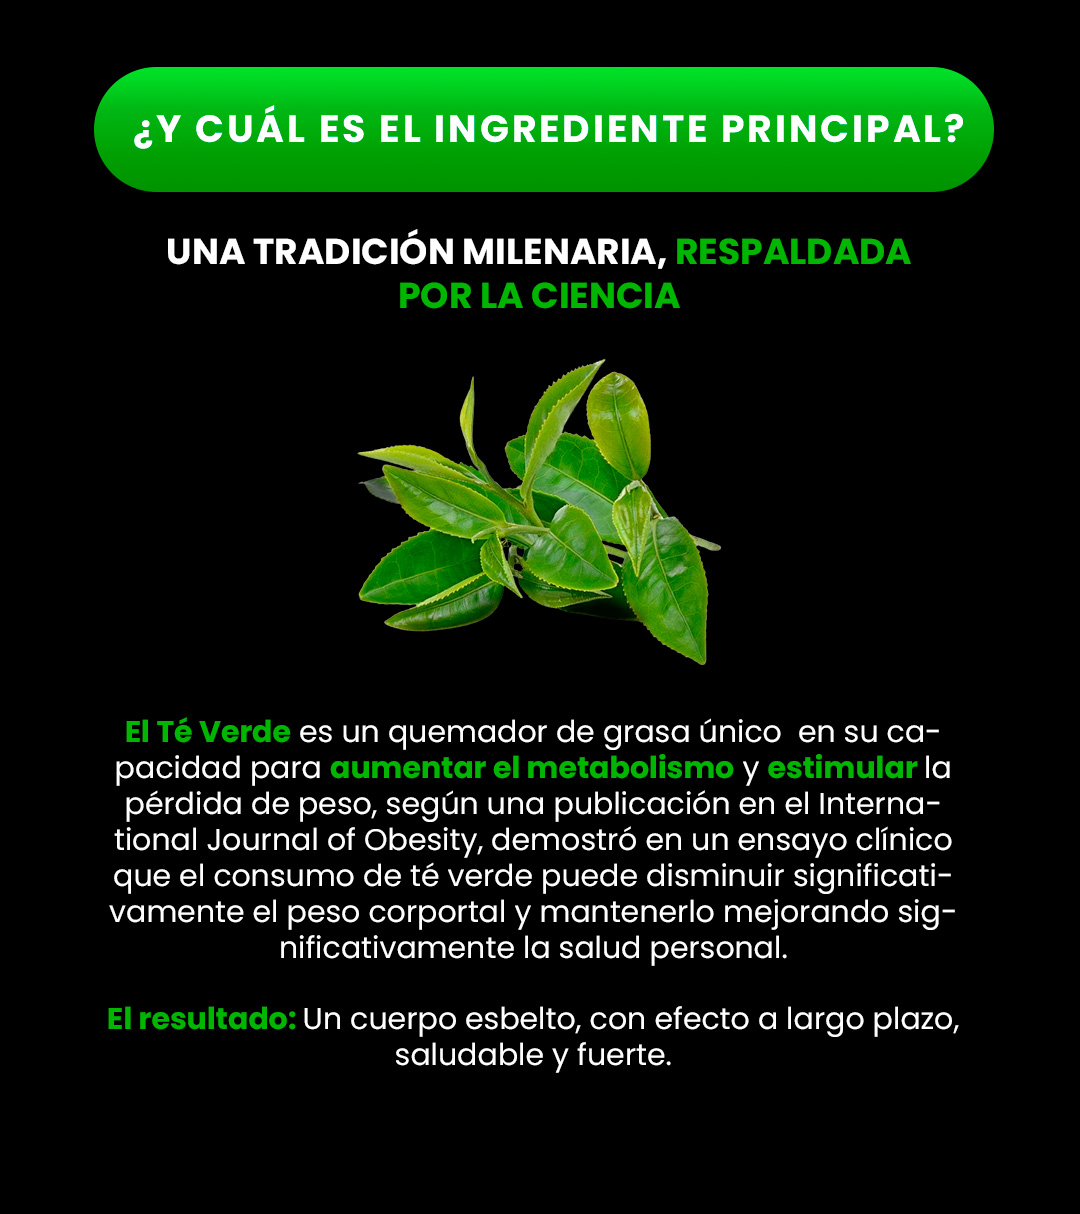 ¿Y CUÁL ES EL INGREDIENTE PRINCIPAL?
UNA TRADICIÓN MILENARIA, RESPALDADA
POR LA CIENCIA
El Té Verde es un quemador de grasa único  en su ca-
pacidad para aumentar el metabolismo y estimular la
pérdida de peso, según una publicación en el Interna-
tional Journal of Obesity, demostró en un ensayo clínico
que el consumo de té verde puede disminuir significati-
vamente el peso corportal y mantenerlo mejorando sig-
nificativamente la salud personal.
El resultado: Un cuerpo esbelto, con efecto a largo plazo,
saludable y fuerte.